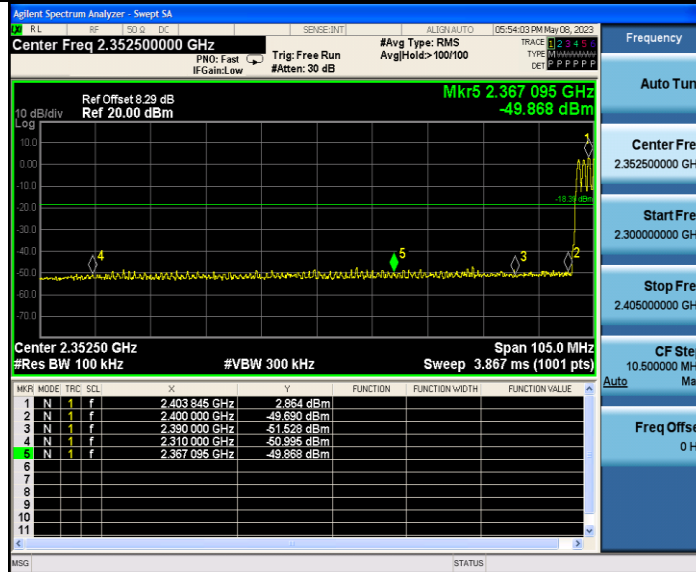 Agilent Spectrum Analyzer - Swept SA
RL RF 50 Ω DC SENSE:INT ALIGNAUTO 05:54:03 PM May 08, 2023
Center Freq 2.352500000 GHz
PNO: Fast
IFGain:Low
Trig: Free Run
#Atten: 30 dB
#Avg Type: RMS
Avg|Hold:> 100/100
TRACE 1 2 3 4 5 6
TYPE M
DET P P P P P P
Ref Offset 8.29 dB
Ref 20.00 dBm
10 dB/div
Log
Mkr5 2.367 095 GHz
-49.868 dBm
10.0
0.00
-10.0
-20.0
-30.0
-40.0
-50.0
-60.0
-70.0
1
-18.39 dBm
4
5
3
2
Center 2.35250 GHz Span 105.0 MHz
#Res BW 100 kHz #VBW 300 kHz Sweep 3.867 ms (1001 pts)
MKR MODE TRC SCL X Y FUNCTION FUNCTION WIDTH FUNCTION VALUE
1 N 1 f 2.403 845 GHz 2.864 dBm
2 N 1 f 2.400 000 GHz -49.690 dBm
3 N 1 f 2.390 000 GHz -51.528 dBm
4 N 1 f 2.310 000 GHz -50.995 dBm
5 N 1 f 2.367 095 GHz -49.868 dBm
6
7
8
9
10
11
MSG STATUS
Frequency
Auto Tun
Center Fre
2.352500000 GH
Start Fre
2.300000000 GH
Stop Fre
2.405000000 GH
CF Step
10.500000 MH
Auto Ma
Freq Offse
0 H